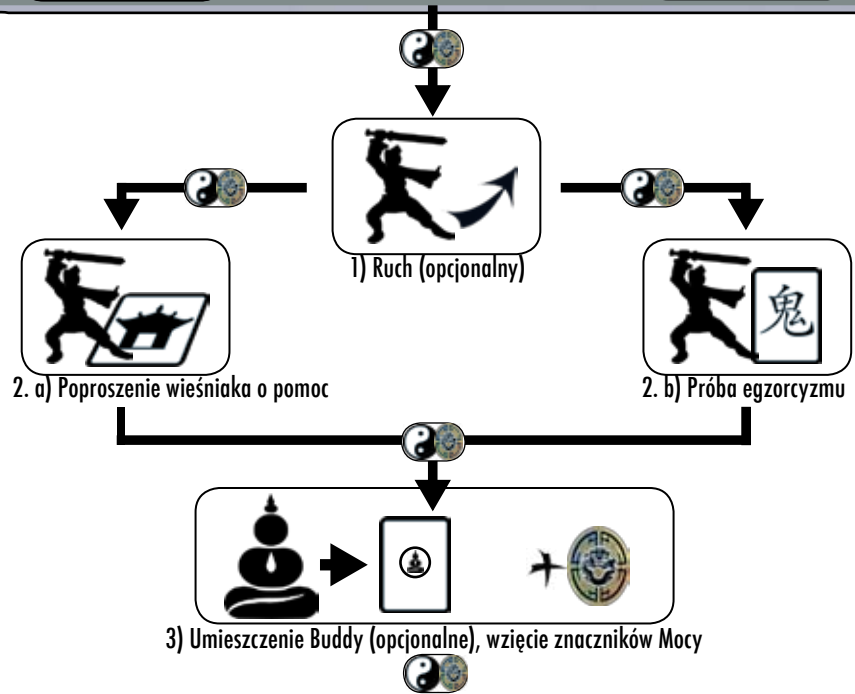 1) Ruch (opcjonalny)
鬼
2. a) Poproszenie wieśniaka o pomoc
2. b) Próba egzorcyzmu
3) Umieszczenie Buddy (opcjonalne), wzięcie znaczników Mocy